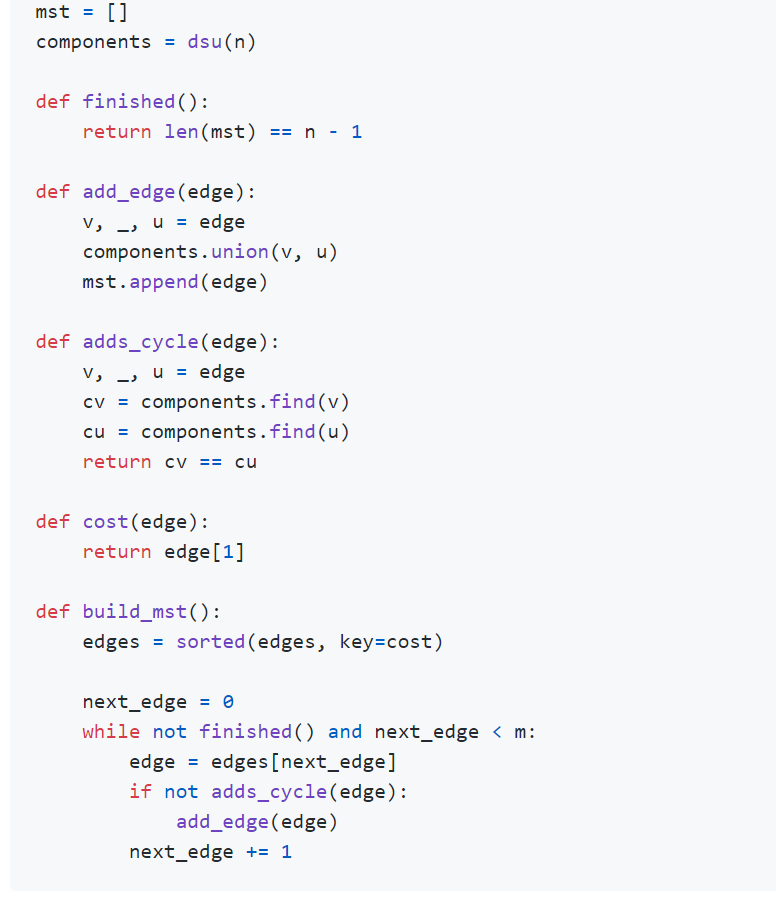 mst = []
components = dsu(n)

def finished():
    return len(mst) == n - 1

def add_edge(edge):
    v, _, u = edge
    components.union(v, u)
    mst.append(edge)

def adds_cycle(edge):
    v, _, u = edge
    cv = components.find(v)
    cu = components.find(u)
    return cv == cu

def cost(edge):
    return edge[1]

def build_mst():
    edges = sorted(edges, key=cost)

    next_edge = 0
    while not finished() and next_edge < m:
        edge = edges[next_edge]
        if not adds_cycle(edge):
            add_edge(edge)
        next_edge += 1